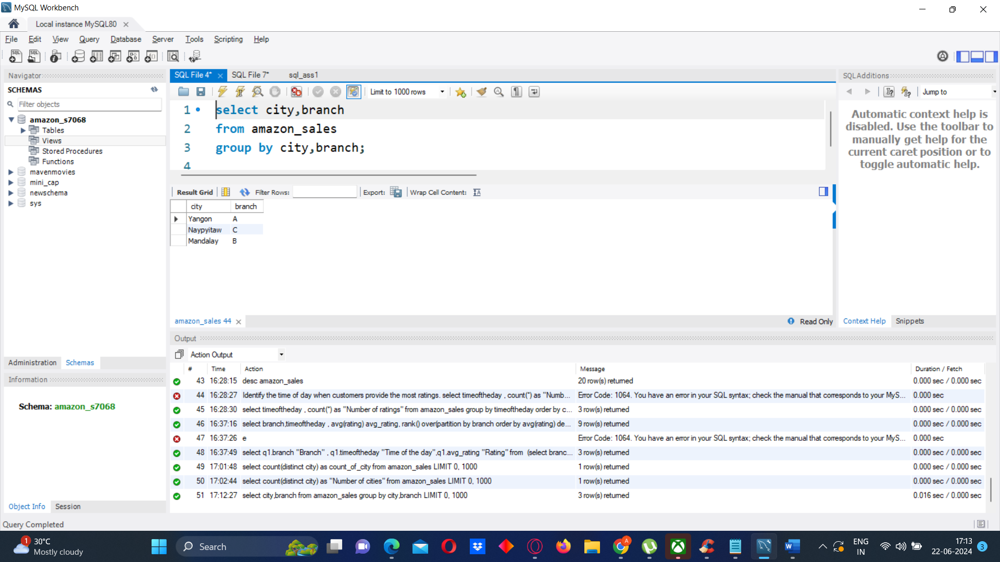 MySQL Workbench
Local instance MySQL80
File Edit View Query Database Server Tools Scripting Help
Navigator
SCHEMAS
Filter objects
amazon_s7068
Tables
Views
Stored Procedures
Functions
mavenmovies
mini_cap
newschema
sys
Administration Schemas
Information
Schema: amazon_s7068
Object Info Session
SQL File 4* SQL File 7* sql_ass1
Limit to 1000 rows
1 select city,branch
2 from amazon_sales
3 group by city,branch;
4
Result Grid Filter Rows: Export: Wrap Cell Content:
city branch
Yangon A
Naypyitaw C
Mandalay B
amazon_sales 44 Read Only
SQLAdditions
Jump to
Automatic context help is
disabled. Use the toolbar to
manually get help for the
current caret position or to
toggle automatic help.
Context Help Snippets
Output
Action Output
# Time Action Message Duration / Fetch
43 16:28:15 desc amazon_sales 20 row(s) returned 0.000 sec / 0.000 sec
44 16:28:27 Identify the time of day when customers provide the most ratings. select timeoftheday , count(*) as "Numb... Error Code: 1064. You have an error in your SQL syntax; check the manual that corresponds to your MyS... 0.000 sec
45 16:28:30 select timeoftheday , count(*) as "Number of ratings" from amazon_sales group by timeoftheday order by c... 3 row(s) returned 0.000 sec / 0.000 sec
46 16:37:16 select branch,timeoftheday , avg(rating) avg_rating, rank() over(partition by branch order by avg(rating) de... 9 row(s) returned 0.000 sec / 0.000 sec
47 16:37:26 e Error Code: 1064. You have an error in your SQL syntax; check the manual that corresponds to your MyS... 0.000 sec
48 16:37:49 select q1.branch "Branch" , q1.timeoftheday "Time of the day",q1.avg_rating "Rating" from (select branc... 3 row(s) returned 0.000 sec / 0.000 sec
49 17:01:48 select count(distinct city) as count_of_city from amazon_sales LIMIT 0, 1000 1 row(s) returned 0.000 sec / 0.000 sec
50 17:02:44 select count(distinct city) as "Number of cities" from amazon_sales LIMIT 0, 1000 1 row(s) returned 0.000 sec / 0.000 sec
51 17:12:27 select city,branch from amazon_sales group by city,branch LIMIT 0, 1000 3 row(s) returned 0.016 sec / 0.000 sec
Query Completed
1 30°C
Mostly cloudy
Search
A
ENG
IN
17:13
22-06-2024
3